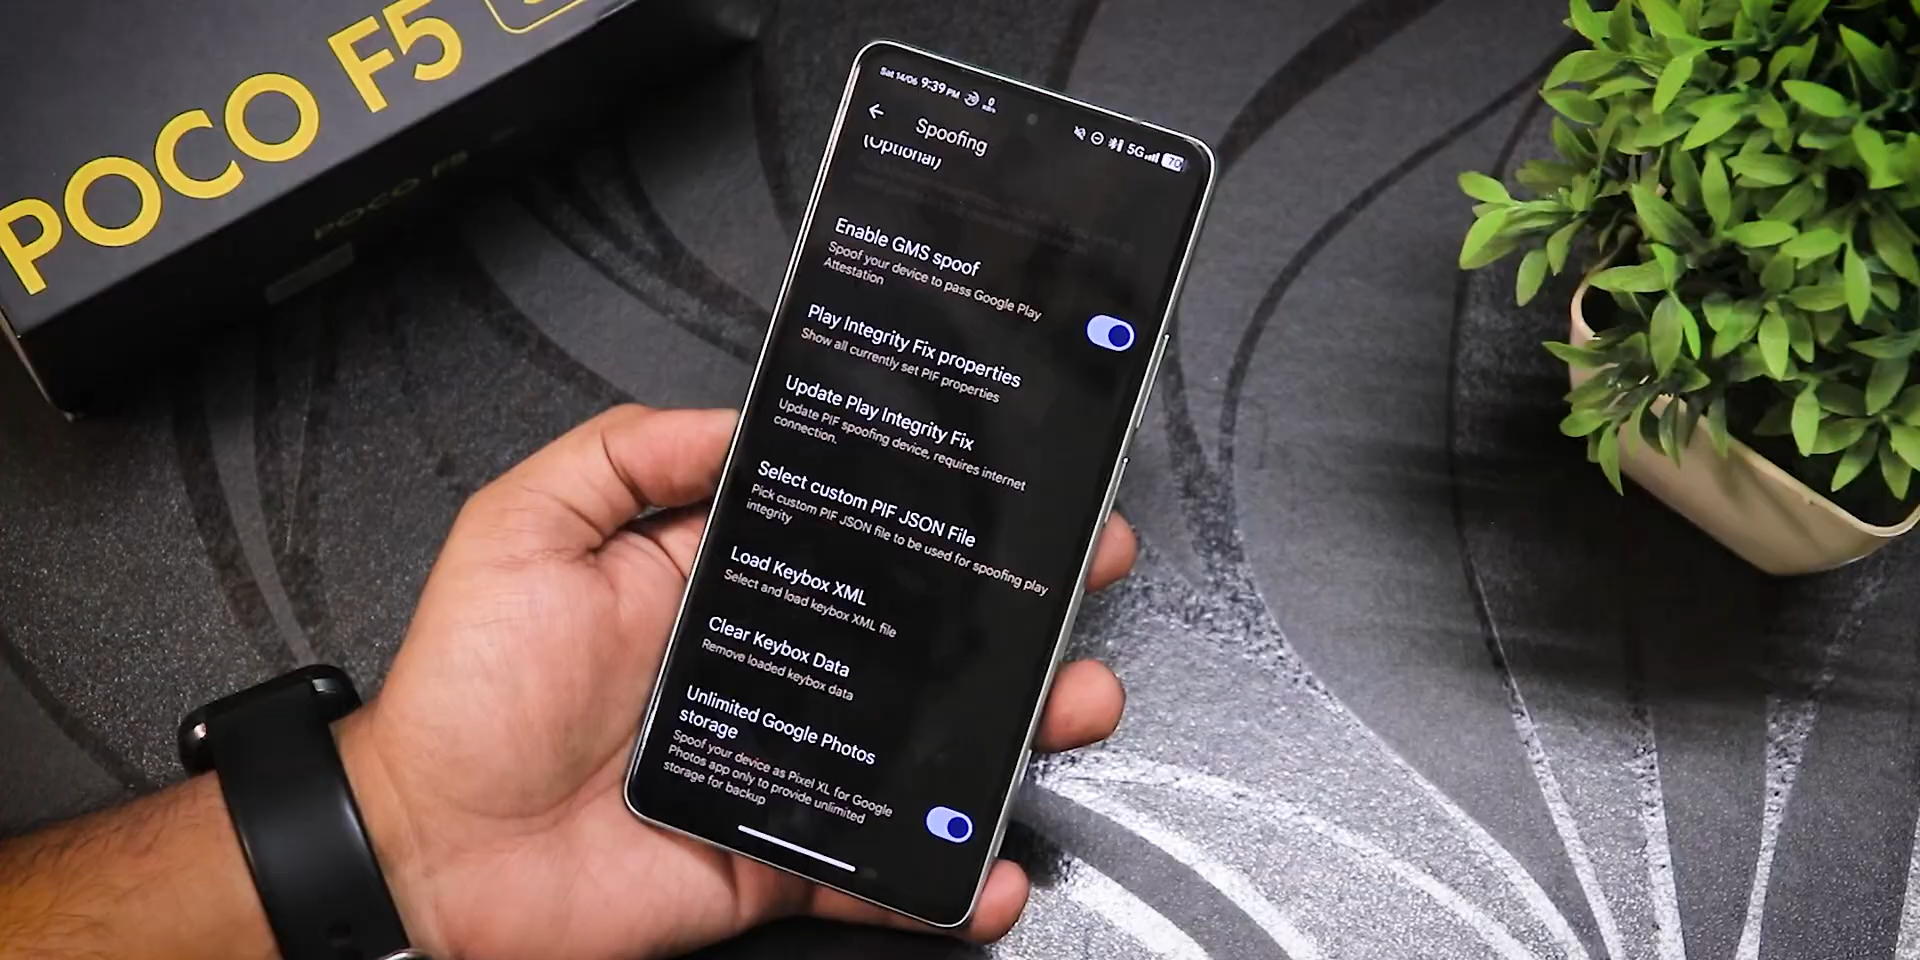 POCO F5
POCO F5
Sat 14/06 9:39 PM 0
5G 70
Spoofing
(Optional)
Enable GMS spoof
Spoof your device to pass Google Play
Attestation
Play Integrity Fix properties
Show all currently set PIF properties
Update Play Integrity Fix
Update PIF spoofing device, requires internet
connection.
Select custom PIF JSON File
Pick custom PIF JSON file to be used for spoofing play
integrity
Load Keybox XML
Select and load keybox XML file
Clear Keybox Data
Remove loaded keybox data
Unlimited Google Photos
storage
Spoof your device as Pixel XL for Google
Photos app only to provide unlimited
storage for backup